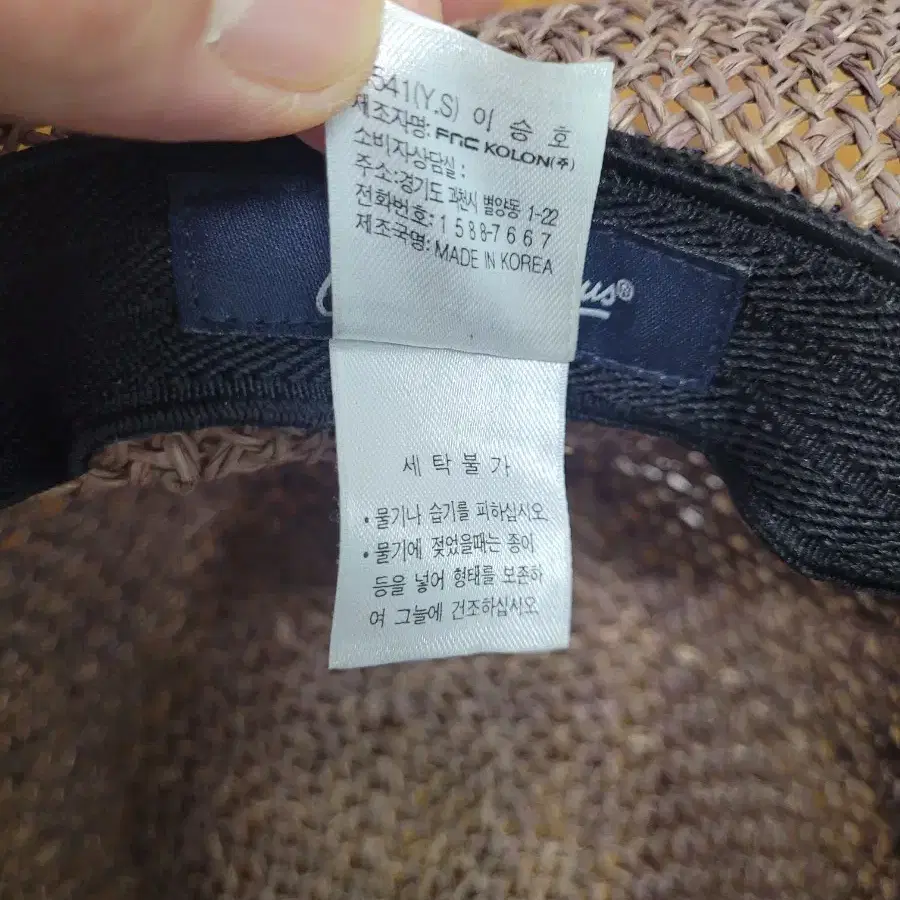 541(Y.S) 이 승 호
제조자명: FnC KOLON(주)
소비자상담실 :
주소:경기도 과천시 별양동 1-22
전화번호: 1588-7667
제조국명: MADE IN KOREA
us®
세 탁 불 가
• 물기나 습기를 피하십시오
• 물기에 젖었을때는 종이
등을 넣어 형태를 보존하
여 그늘에 건조하십시오